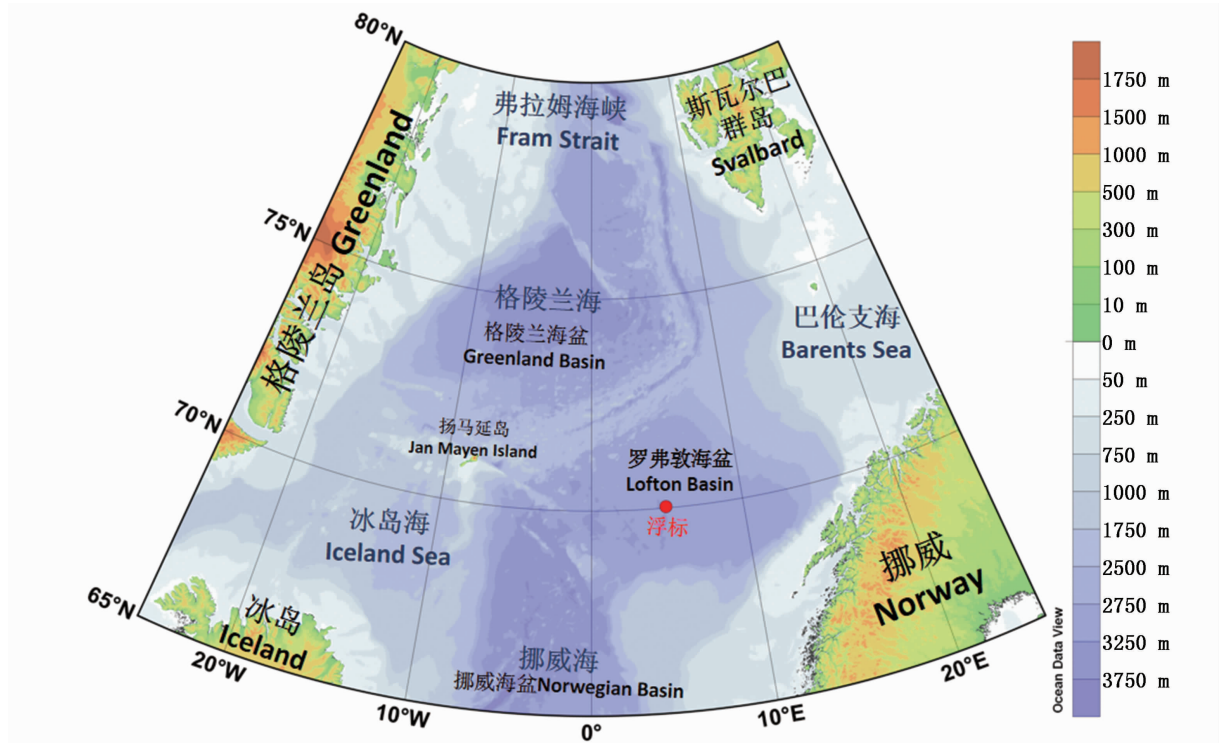 80°N
弗拉姆海峡
Fram Strait
斯瓦尔巴
群岛
Svalbard
格陵兰岛 Greenland
75°N
格陵兰海
格陵兰海盆
Greenland Basin
巴伦支海
Barents Sea
70°N
扬马延岛
Jan Mayen Island
罗弗敦海盆
Lofton Basin
浮标
冰岛海
Iceland Sea
挪威
Norway
65°N
冰岛
Iceland
挪威海
挪威海盆Norwegian Basin
20°W
10°W
0°
10°E
20°E
Ocean Data View
1750 m
1500 m
1000 m
500 m
300 m
100 m
10 m
0 m
50 m
250 m
750 m
1000 m
1750 m
2500 m
2750 m
3250 m
3750 m